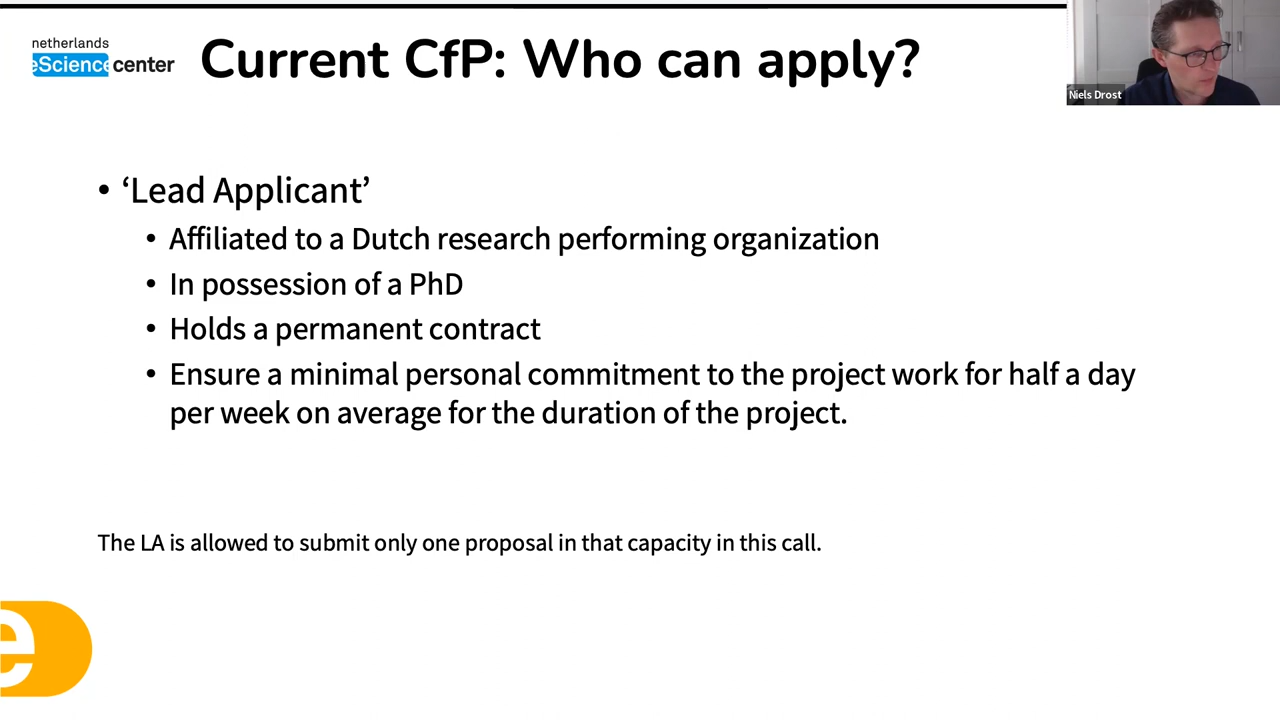 netherlands
eScience center
Current CfP: Who can apply?
Niels Drost
• ‘Lead Applicant’
• Affiliated to a Dutch research performing organization
• In possession of a PhD
• Holds a permanent contract
• Ensure a minimal personal commitment to the project work for half a day
per week on average for the duration of the project.
The LA is allowed to submit only one proposal in that capacity in this call.
e